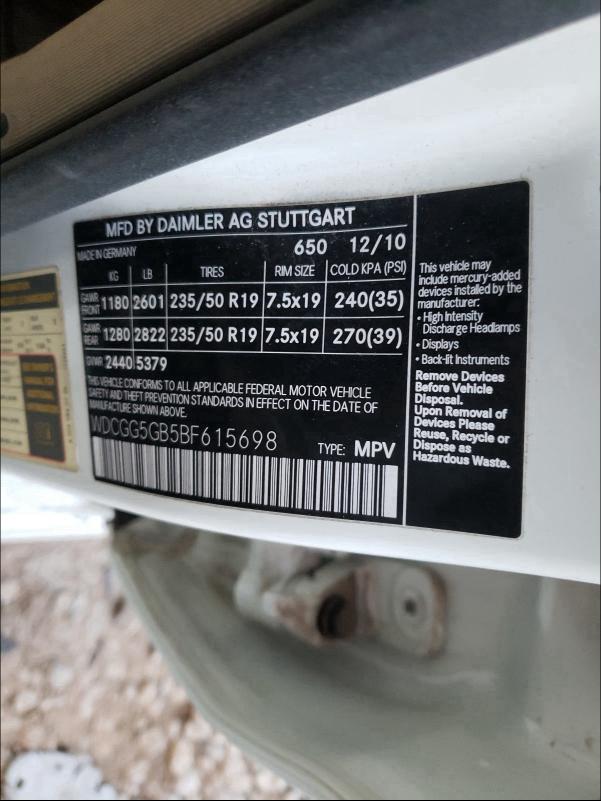 MFD BY DAIMLER AG STUTTGART
MADE IN GERMANY 650 12/10
KG LB TIRES RIM SIZE COLD KPA (PSI)
GAWR FRONT 1180 2601 235/50 R19 7.5x19 240(35)
GAWR REAR 1280 2822 235/50 R19 7.5x19 270(39)
GVWR 2440 5379
THIS VEHICLE CONFORMS TO ALL APPLICABLE FEDERAL MOTOR VEHICLE
SAFETY AND THEFT PREVENTION STANDARDS IN EFFECT ON THE DATE OF
MANUFACTURE SHOWN ABOVE.
WDCGG5GB5BF615698 TYPE: MPV
This vehicle may
include mercury-added
devices installed by the
manufacturer:
• High Intensity
Discharge Headlamps
• Displays
• Back-lit Instruments
Remove Devices
Before Vehicle
Disposal.
Upon Removal of
Devices Please
Reuse, Recycle or
Dispose as
Hazardous Waste.